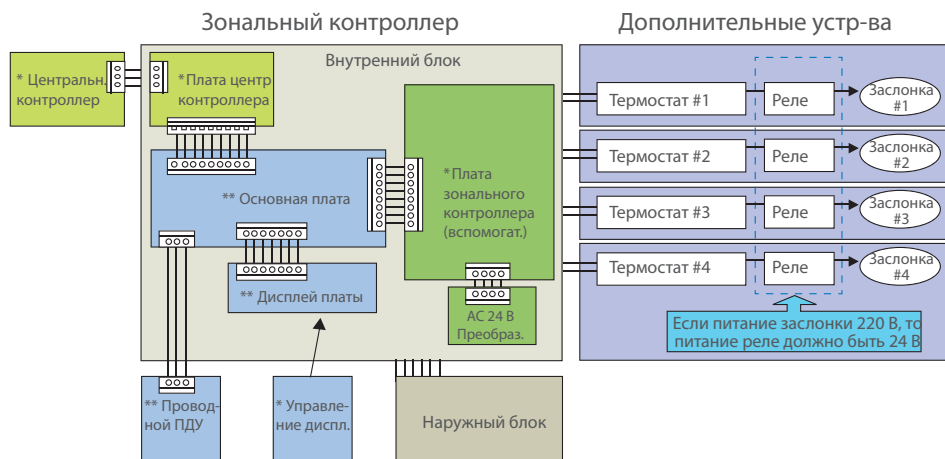 Зональный контроллер
Дополнительные устр-ва
Внутренний блок
* Центральн.
контроллер
* Плата центр
контроллера
** Основная плата
* Плата
зонального
контроллера
(вспомогат.)
** Дисплей платы
АС 24 В
Преобраз.
** Провод-
ной ПДУ
* Управле-
ние диспл.
Наружный блок
Термостат #1
Реле
Заслонка
#1
Термостат #2
Реле
Заслонка
#2
Термостат #3
Реле
Заслонка
#3
Термостат #4
Реле
Заслонка
#4
Если питание заслонки 220 В, то
питание реле должно быть 24 В